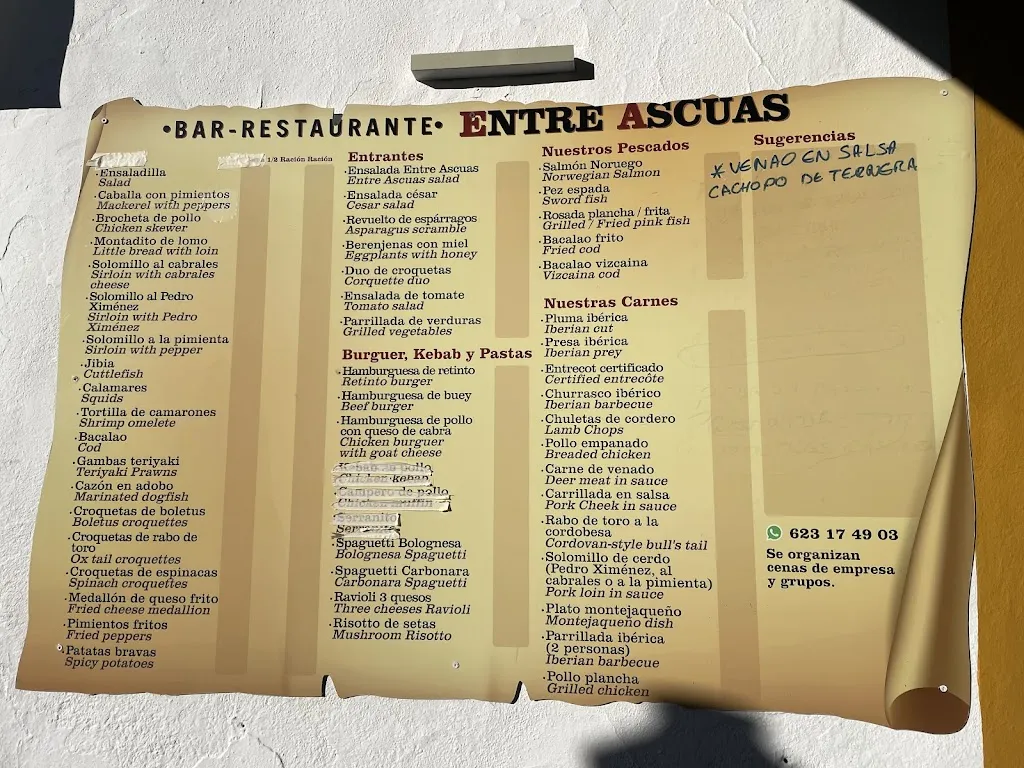 •BAR-RESTAURANTE• ENTRE ASCUAS
1/2 Ración Ración
·Ensaladilla
Salad
·Caballa con pimientos
Mackerel with peppers
·Brocheta de pollo
Chicken skewer
·Montadito de lomo
Little bread with loin
·Solomillo al cabrales
Sirloin with cabrales
cheese
·Solomillo al Pedro
Ximénez
Sirloin with Pedro
Ximénez
·Solomillo a la pimienta
Sirloin with pepper
·Jibia
Cuttlefish
·Calamares
Squids
·Tortilla de camarones
Shrimp omelete
·Bacalao
Cod
·Gambas teriyaki
Teriyaki Prawns
·Cazón en adobo
Marinated dogfish
·Croquetas de boletus
Boletus croquettes
·Croquetas de rabo de
toro
Ox tail croquettes
·Croquetas de espinacas
Spinach croquettes
·Medallón de queso frito
Fried cheese medallion
·Pimientos fritos
Fried peppers
·Patatas bravas
Spicy potatoes
Entrantes
·Ensalada Entre Ascuas
Entre Ascuas salad
·Ensalada césar
Cesar salad
·Revuelto de espárragos
Asparagus scramble
·Berenjenas con miel
Eggplants with honey
·Duo de croquetas
Corquette duo
·Ensalada de tomate
Tomato salad
·Parrillada de verduras
Grilled vegetables
Burguer, Kebab y Pastas
·Hamburguesa de retinto
Retinto burger
·Hamburguesa de buey
Beef burger
·Hamburguesa de pollo
con queso de cabra
Chicken burguer
with goat cheese
·Kebab de pollo
Chicken kebab
·Campero de pollo
Chicken muffin
·Serranito
Serranito
·Spaguetti Bolognesa
Bolognesa Spaguetti
·Spaguetti Carbonara
Carbonara Spaguetti
·Ravioli 3 quesos
Three cheeses Ravioli
·Risotto de setas
Mushroom Risotto
Nuestros Pescados
·Salmón Noruego
Norwegian Salmon
·Pez espada
Sword fish
·Rosada plancha / frita
Grilled / Fried pink fish
·Bacalao frito
Fried cod
·Bacalao vizcaina
Vizcaina cod
Nuestras Carnes
·Pluma ibérica
Iberian cut
·Presa ibérica
Iberian prey
·Entrecot certificado
Certified entrecôte
·Churrasco ibérico
Iberian barbecue
·Chuletas de cordero
Lamb Chops
·Pollo empanado
Breaded chicken
·Carne de venado
Deer meat in sauce
·Carrillada en salsa
Pork Cheek in sauce
·Rabo de toro a la
cordobesa
Cordovan-style bull's tail
·Solomillo de cerdo
(Pedro Ximénez, al
cabrales o a la pimienta)
Pork loin in sauce
·Plato montejaqueño
Montejaqueño dish
·Parrillada ibérica
(2 personas)
Iberian barbecue
·Pollo plancha
Grilled chicken
Sugerencias
* VENAO EN SALSA
CACHOPO DE TERNERA
623 17 49 03
Se organizan
cenas de empresa
y grupos.